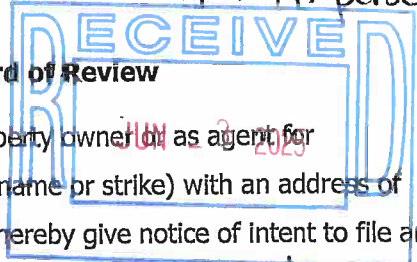 perse
RECEIVED
rd of Review
JUN - 3 2025
perty owner or as agent for
name or strike) with an address of
hereby give notice of intent to file a